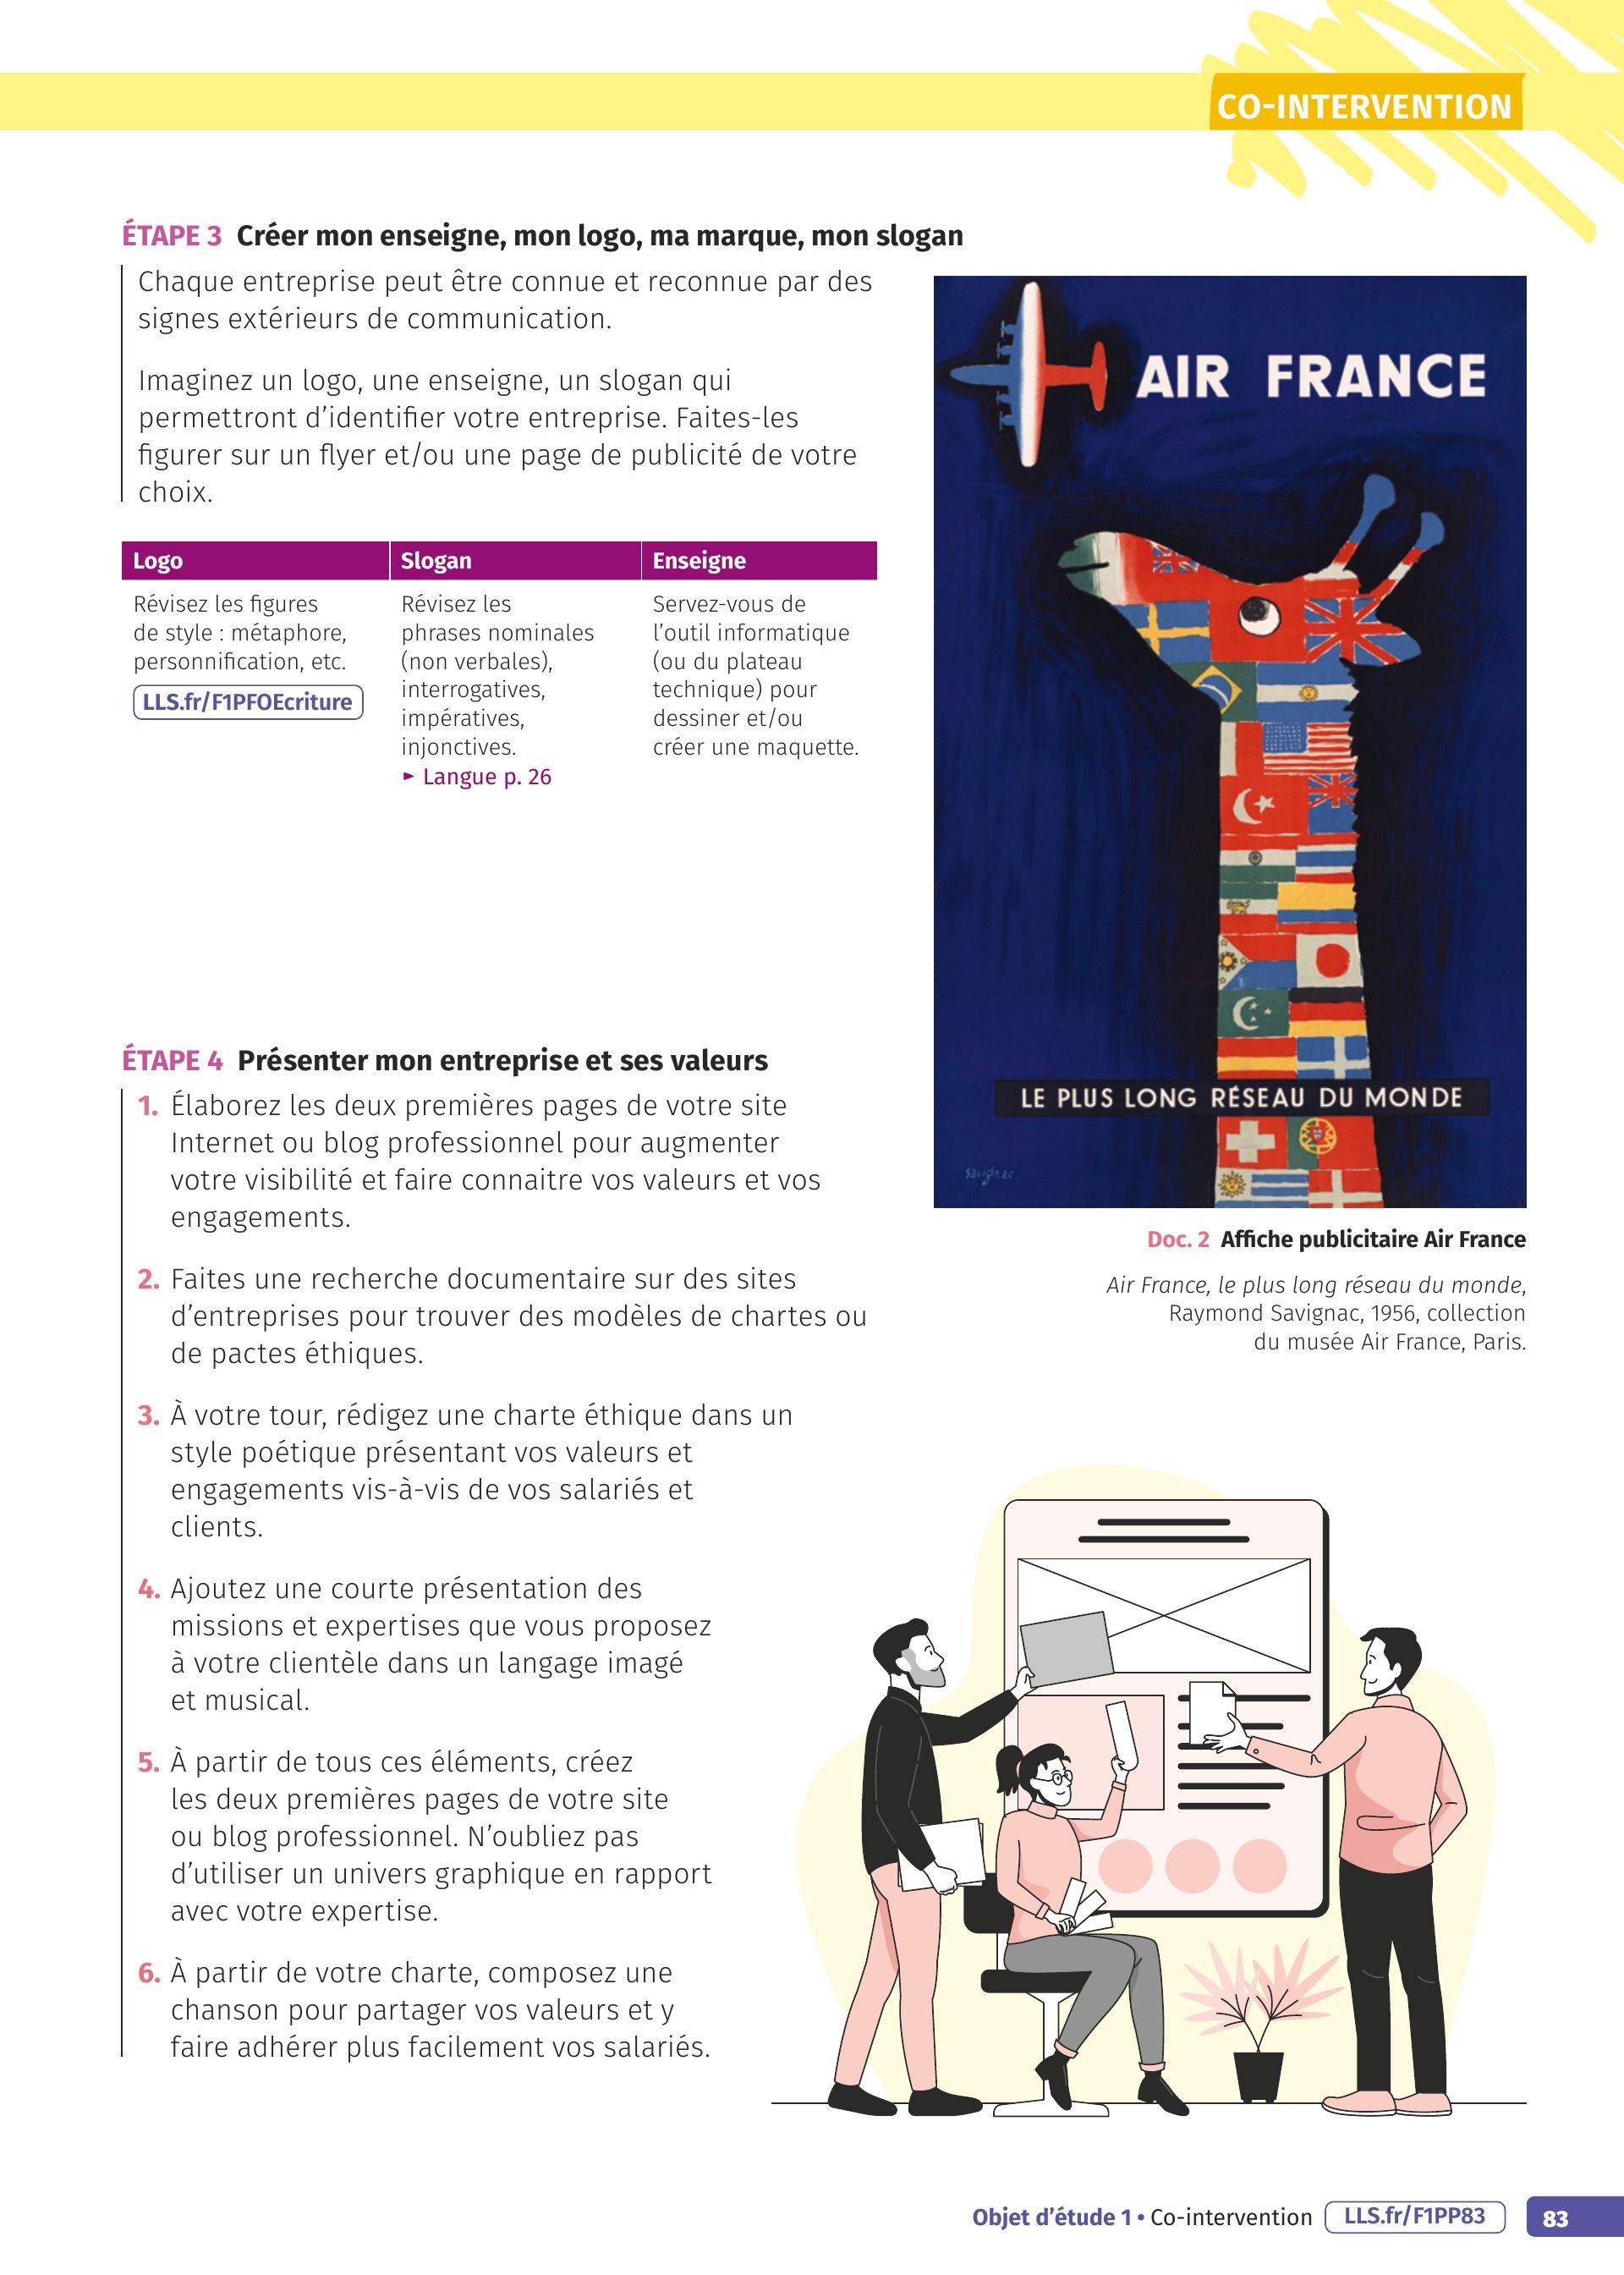 CO-INTERVENTION
ÉTAPE 3 Créer mon enseigne, mon logo, ma marque, mon slogan
Chaque entreprise peut être connue et reconnue par des
signes extérieurs de communication.
Imaginez un logo, une enseigne, un slogan qui
permettront d’identifier votre entreprise. Faites-les
figurer sur un flyer et/ou une page de publicité de votre
choix.
Logo
Révisez les figures
de style : métaphore,
personnification, etc.
LLS.fr/F1PFOEcriture
Slogan
Révisez les
phrases nominales
(non verbales),
interrogatives,
impératives,
injonctives.
► Langue p. 26
Enseigne
Servez-vous de
l’outil informatique
(ou du plateau
technique) pour
dessiner et/ou
créer une maquette.
AIR FRANCE
LE PLUS LONG RÉSEAU DU MONDE
Savignac
Doc. 2 Affiche publicitaire Air France
Air France, le plus long réseau du monde,
Raymond Savignac, 1956, collection
du musée Air France, Paris.
ÉTAPE 4 Présenter mon entreprise et ses valeurs
1. Élaborez les deux premières pages de votre site
Internet ou blog professionnel pour augmenter
votre visibilité et faire connaitre vos valeurs et vos
engagements.
2. Faites une recherche documentaire sur des sites
d’entreprises pour trouver des modèles de chartes ou
de pactes éthiques.
3. À votre tour, rédigez une charte éthique dans un
style poétique présentant vos valeurs et
engagements vis-à-vis de vos salariés et
clients.
4. Ajoutez une courte présentation des
missions et expertises que vous proposez
à votre clientèle dans un langage imagé
et musical.
5. À partir de tous ces éléments, créez
les deux premières pages de votre site
ou blog professionnel. N’oubliez pas
d’utiliser un univers graphique en rapport
avec votre expertise.
6. À partir de votre charte, composez une
chanson pour partager vos valeurs et y
faire adhérer plus facilement vos salariés.
Objet d’étude 1 • Co-intervention LLS.fr/F1PP83 83